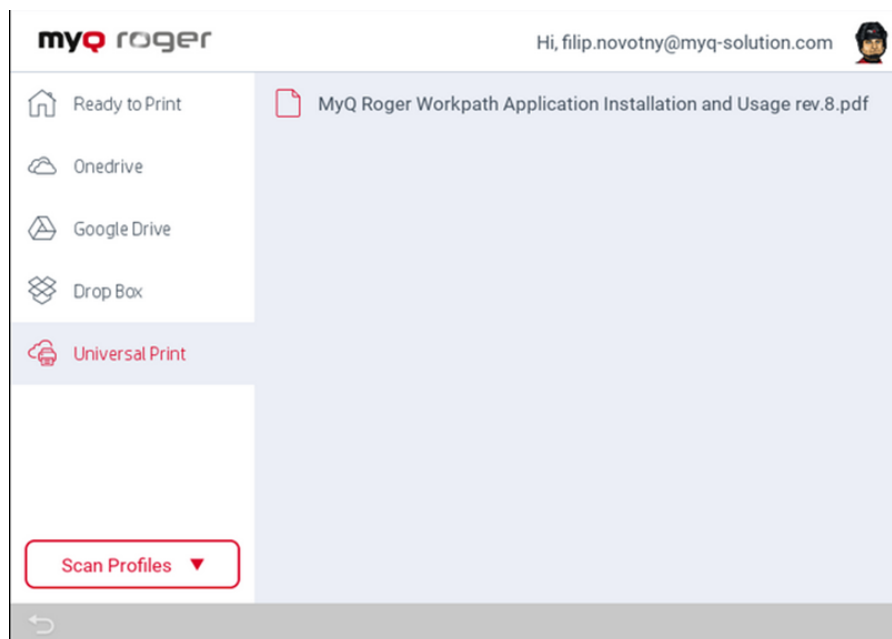 myQ roger
Hi, filip.novotny@myq-solution.com
Ready to Print
MyQ Roger Workpath Application Installation and Usage rev.8.pdf
Onedrive
Google Drive
Drop Box
Universal Print
Scan Profiles ▼